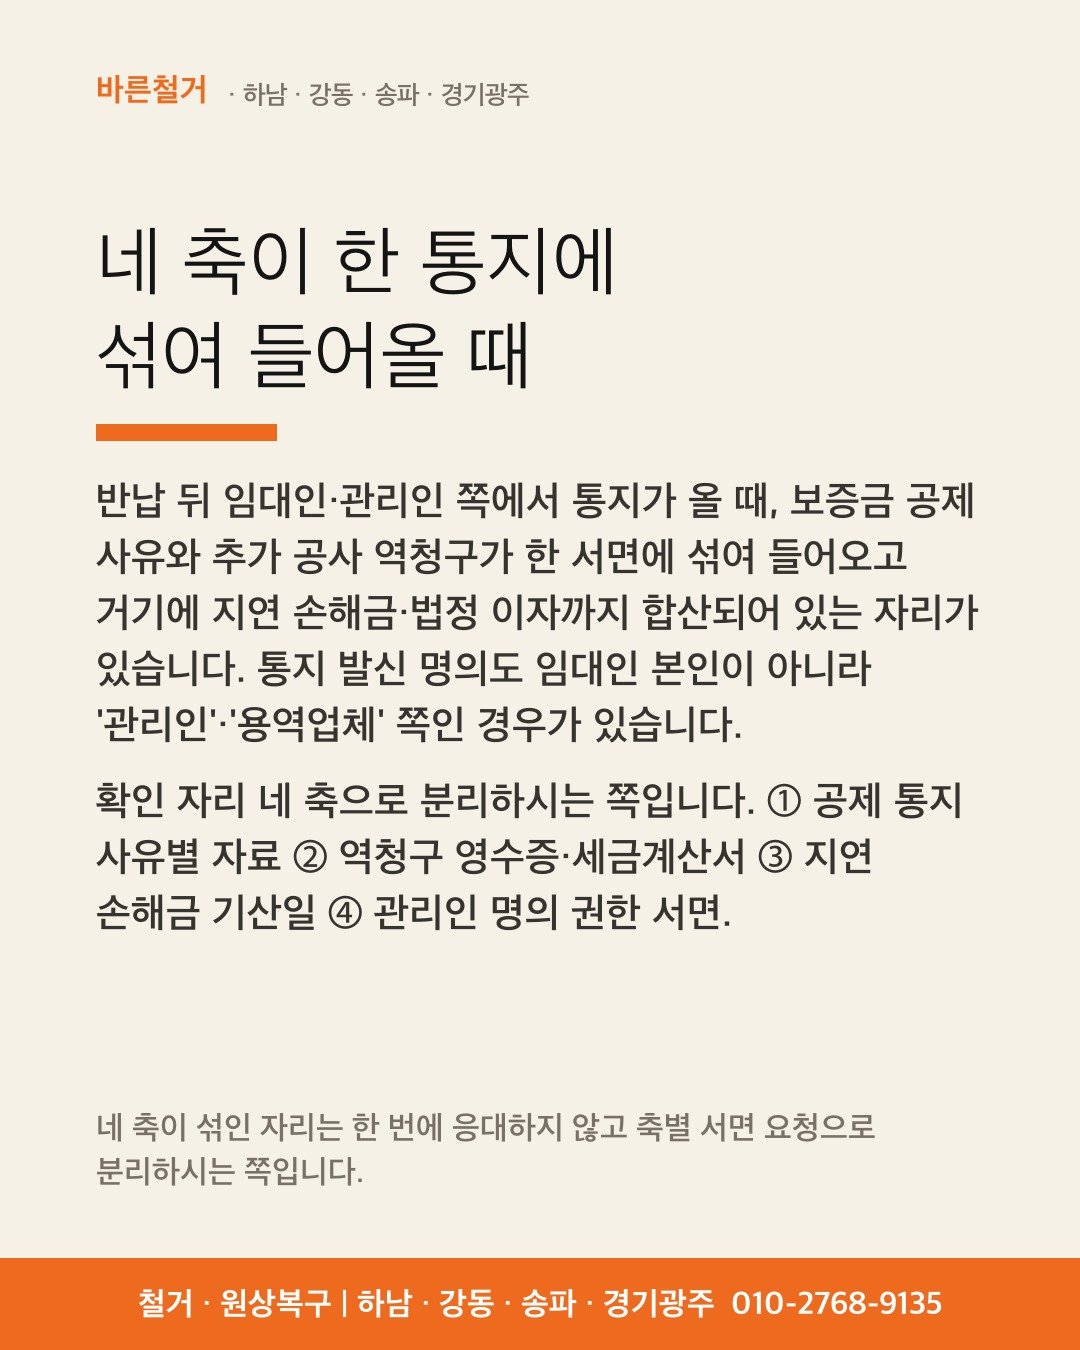 바른철거 · 하남 · 강동 · 송파 · 경기광주
네 축이 한 통지에
섞여 들어올 때
반납 뒤 임대인·관리인 쪽에서 통지가 올 때, 보증금 공제
사유와 추가 공사 역청구가 한 서면에 섞여 들어오고
거기에 지연 손해금·법정 이자까지 합산되어 있는 자리가
있습니다. 통지 발신 명의도 임대인 본인이 아니라
'관리인'·'용역업체' 쪽인 경우가 있습니다.
확인 자리 네 축으로 분리하시는 쪽입니다. ① 공제 통지
사유별 자료 ② 역청구 영수증·세금계산서 ③ 지연
손해금 기산일 ④ 관리인 명의 권한 서면.
네 축이 섞인 자리는 한 번에 응대하지 않고 축별 서면 요청으로
분리하시는 쪽입니다.
철거 · 원상복구 | 하남 · 강동 · 송파 · 경기광주 010-2768-9135